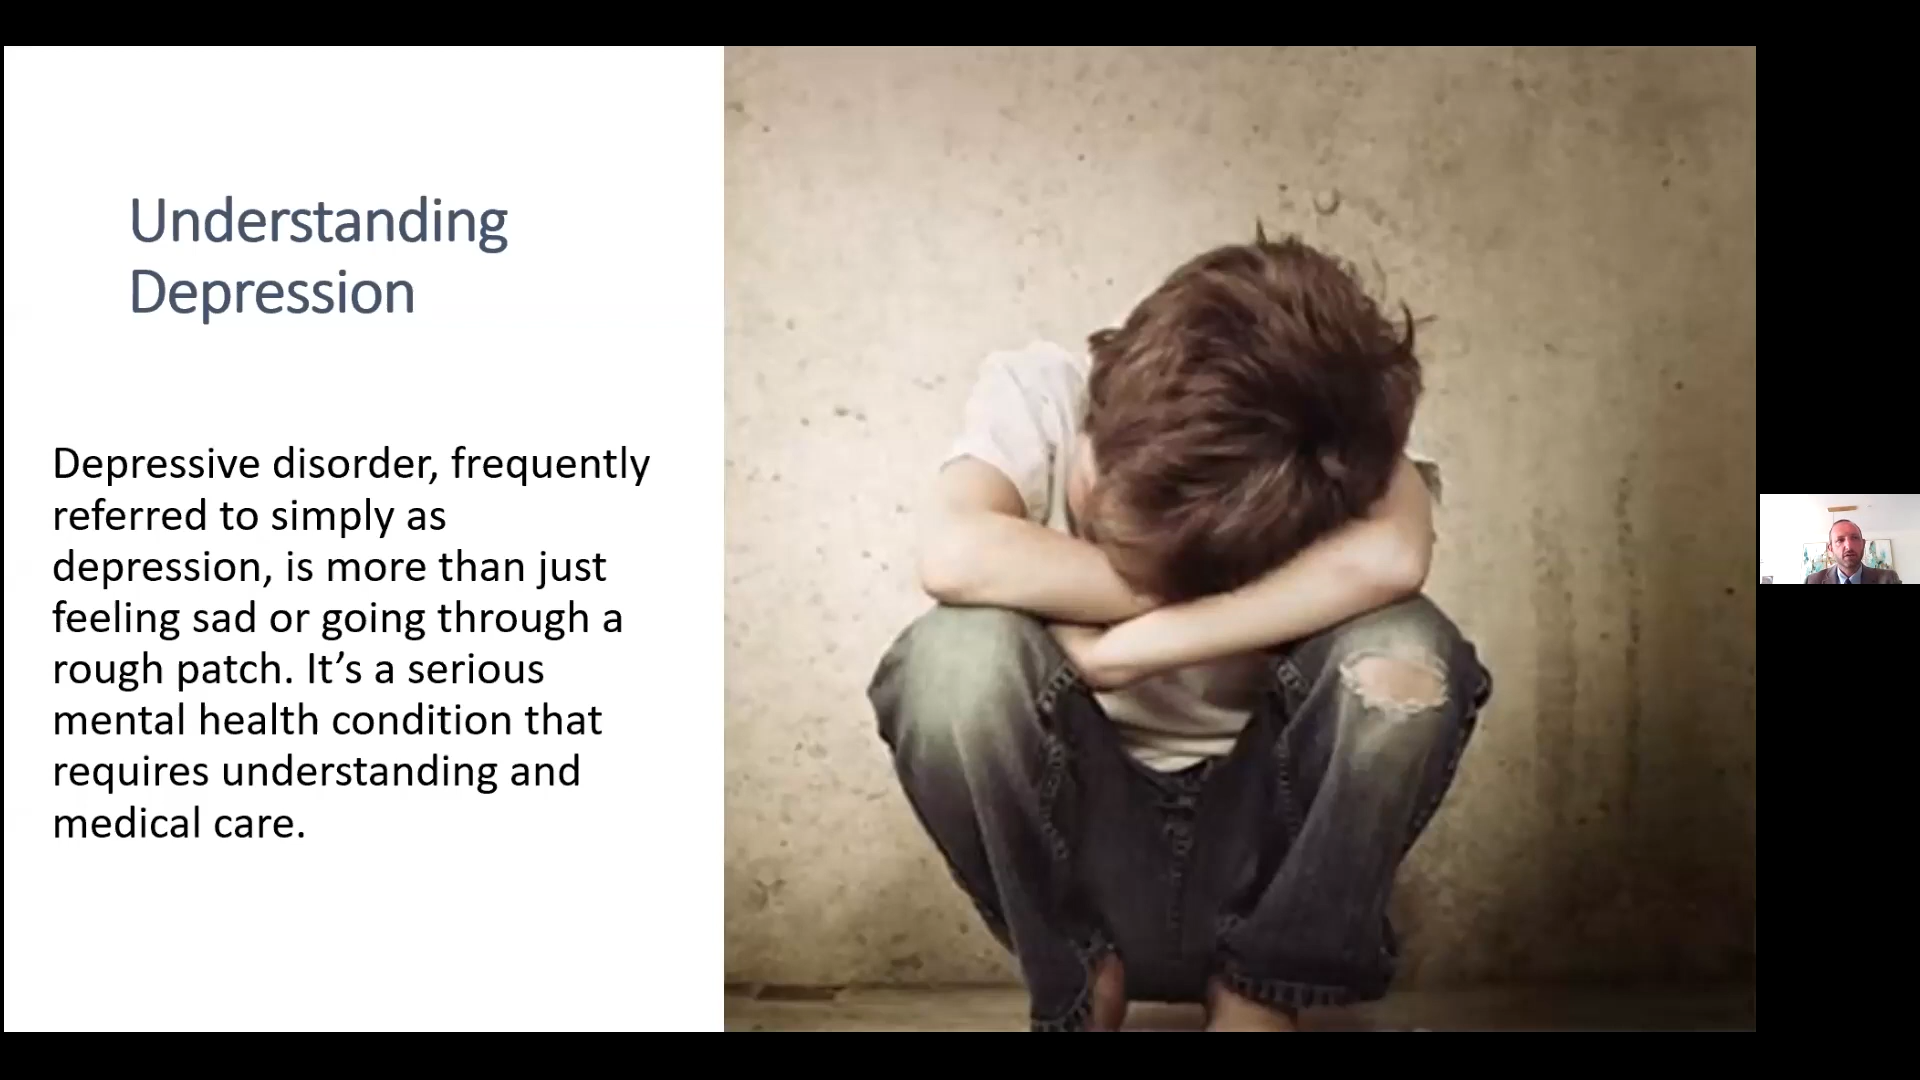 Understanding
Depression
Depressive disorder, frequently
referred to simply as
depression, is more than just
feeling sad or going through a
rough patch. It’s a serious
mental health condition that
requires understanding and
medical care.